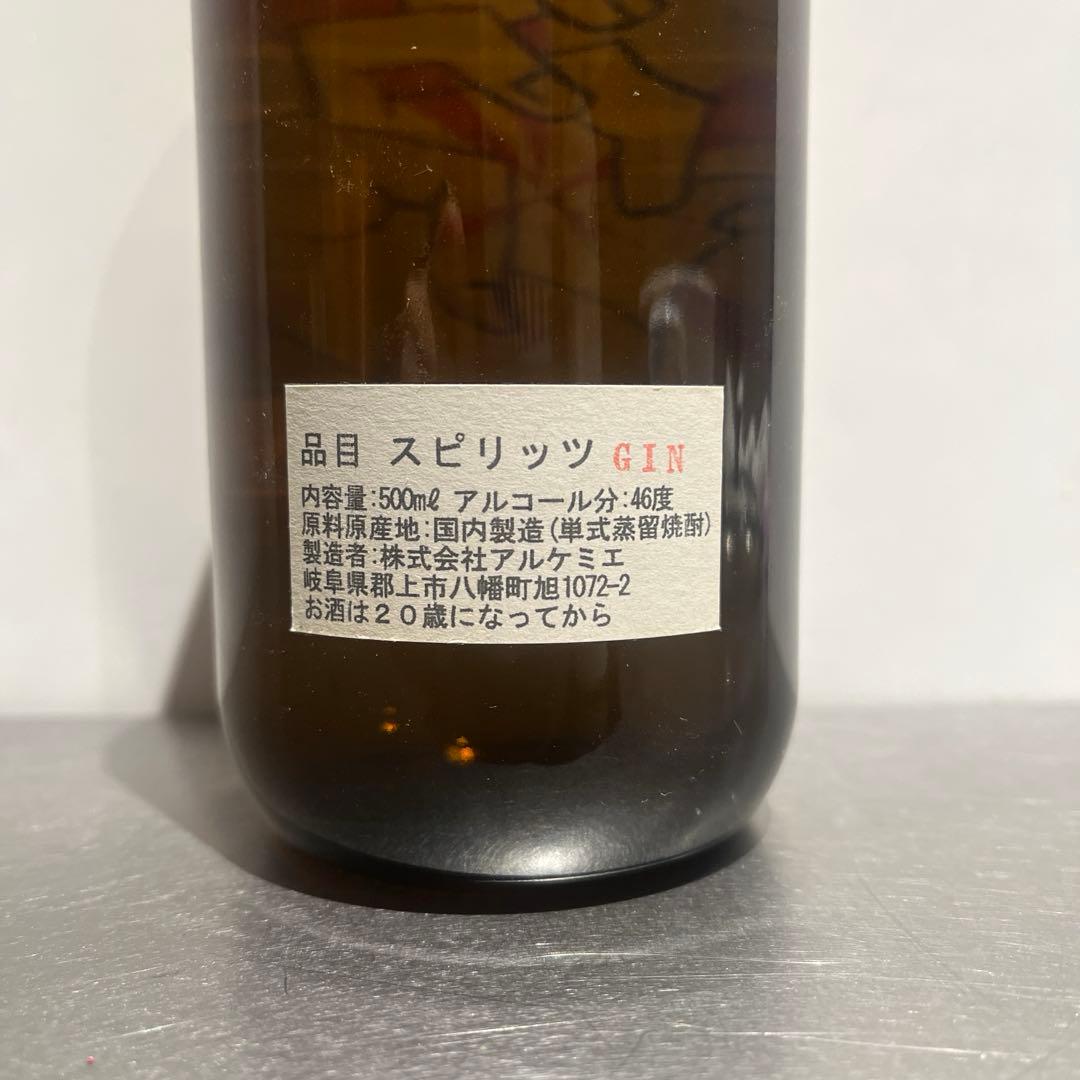 品目 スピリッツ GIN
内容量:500mℓ アルコール分:46度
原料原産地:国内製造(単式蒸留焼酎)
製造者:株式会社アルケミエ
岐阜県郡上市八幡町旭1072-2
お酒は20歳になってから